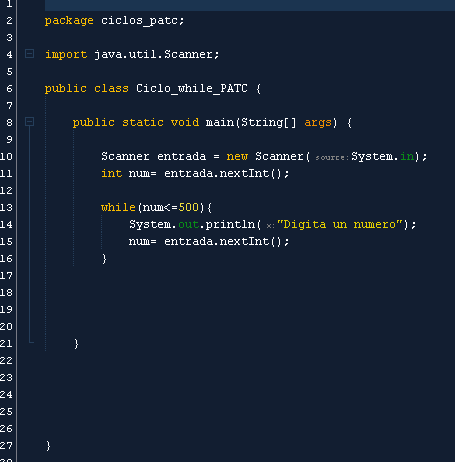 1
2 package ciclos_patc;
3
4 import java.util.Scanner;
5
6 public class Ciclo_while_PATC {
7
8 public static void main(String[] args) {
9
10 Scanner entrada = new Scanner( source: System.in);
11 int num= entrada.nextInt();
12
13 while(num<=500){
14 System.out.println( x: "Digita un numero");
15 num= entrada.nextInt();
16 }
17
18
19
20
21 }
22
23
24
25
26
27 }